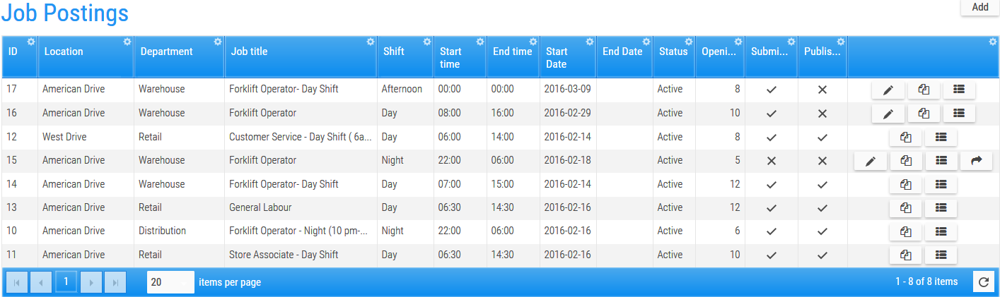 Job Postings
Add
ID Location Department Job title Shift Start time End time Start Date End Date Status Openi... Submi... Publis...
17 American Drive Warehouse Forklift Operator- Day Shift Afternoon 00:00 00:00 2016-03-09 Active 8
16 American Drive Warehouse Forklift Operator Day 08:00 16:00 2016-02-29 Active 10
12 West Drive Retail Customer Service - Day Shift ( 6a... Day 06:00 14:00 2016-02-14 Active 8
15 American Drive Warehouse Forklift Operator Night 22:00 06:00 2016-02-18 Active 5
14 American Drive Warehouse Forklift Operator- Day Shift Day 07:00 15:00 2016-02-14 Active 12
13 American Drive Retail General Labour Day 06:30 14:30 2016-02-16 Active 12
10 American Drive Distribution Forklift Operator - Night (10 pm-... Night 22:00 06:00 2016-02-16 Active 6
11 American Drive Retail Store Associate - Day Shift Day 06:30 14:30 2016-02-16 Active 10
1 20 items per page 1 - 8 of 8 items